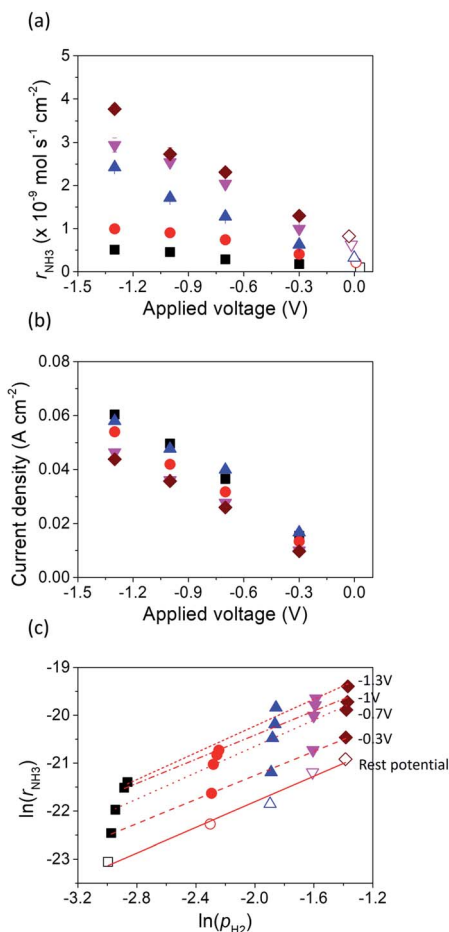 (a)
5
4
3
2
1
0
r_NH3 (x 10⁻⁹ mol s⁻¹ cm⁻²)
-1.5 -1.2 -0.9 -0.6 -0.3 0.0
Applied voltage (V)
(b)
0.08
0.06
0.04
0.02
0.00
Current density (A cm⁻²)
-1.5 -1.2 -0.9 -0.6 -0.3 0.0
Applied voltage (V)
(c)
-19
-20
-21
-22
-23
ln(r_NH3)
-1.3V
-1V
-0.7V
-0.3V
Rest potential
-3.2 -2.8 -2.4 -2.0 -1.6 -1.2
ln(p_H2)